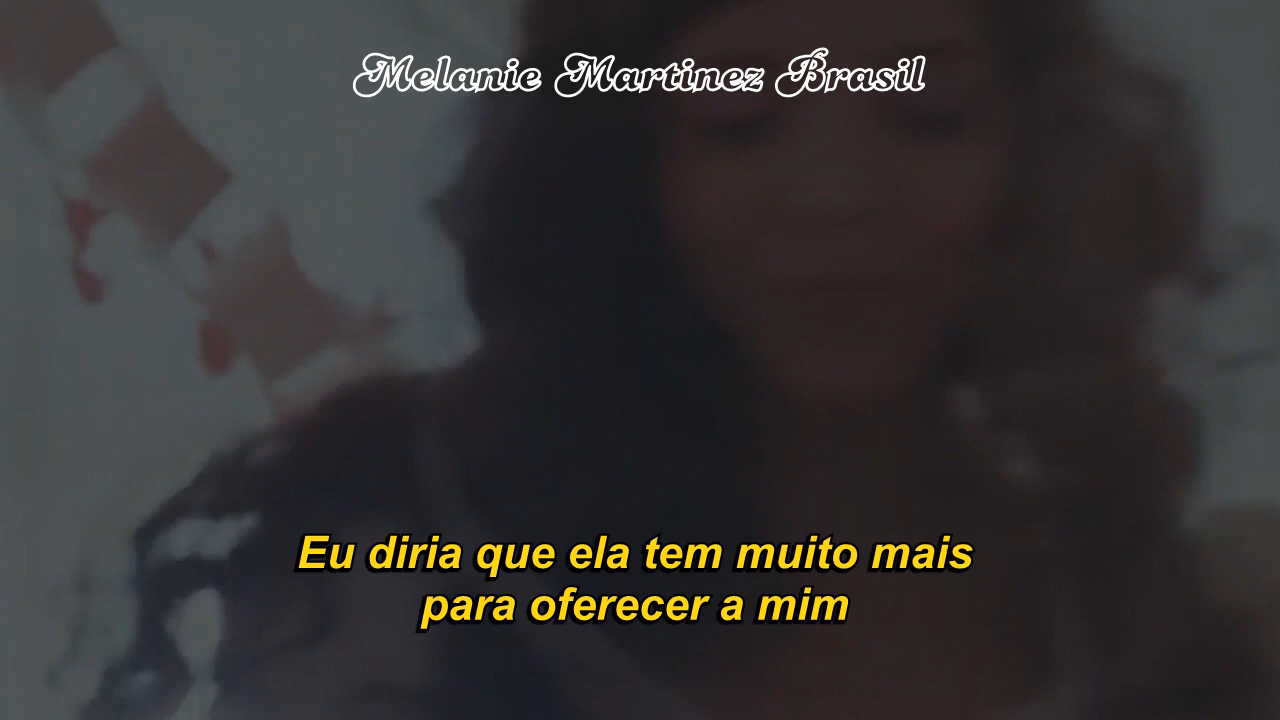 Melanie Martinez Brasil
Eu diria que ela tem muito mais
para oferecer a mim